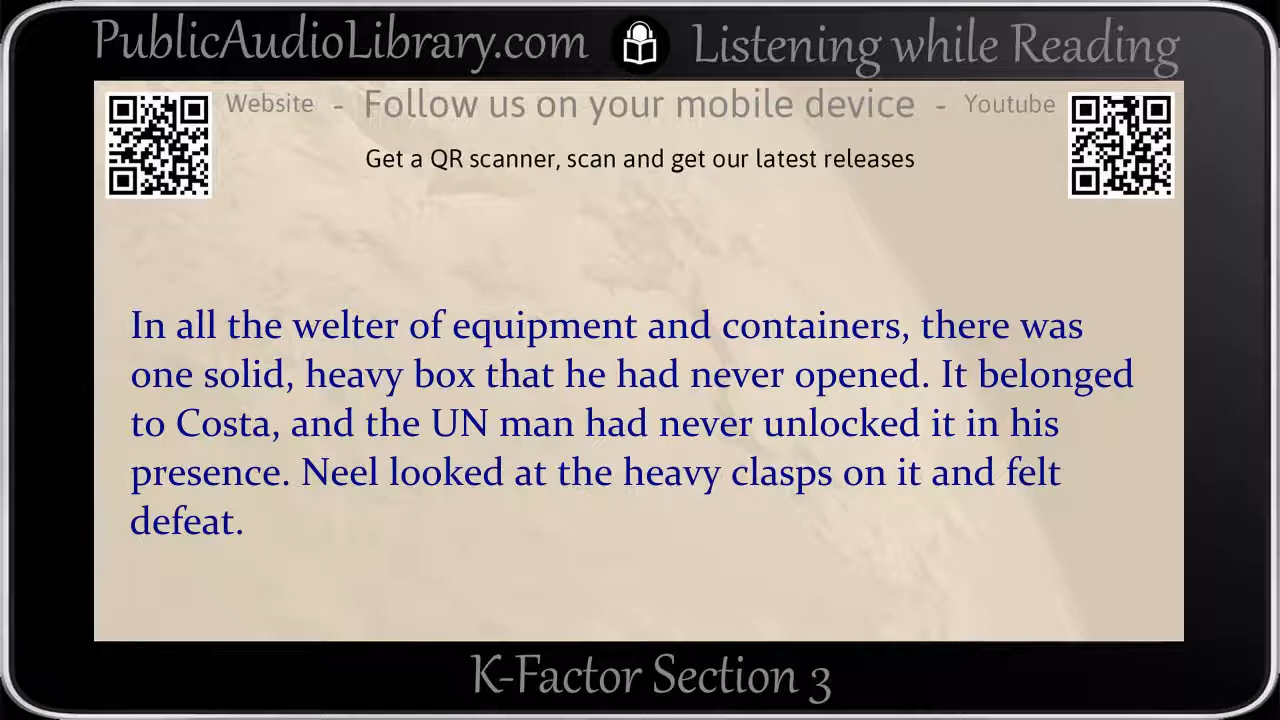 PublicAudioLibrary.com Listening while Reading
Website - Follow us on your mobile device - Youtube
Get a QR scanner, scan and get our latest releases
In all the welter of equipment and containers, there was
one solid, heavy box that he had never opened. It belonged
to Costa, and the UN man had never unlocked it in his
presence. Neel looked at the heavy clasps on it and felt
defeat.
K-Factor Section 3